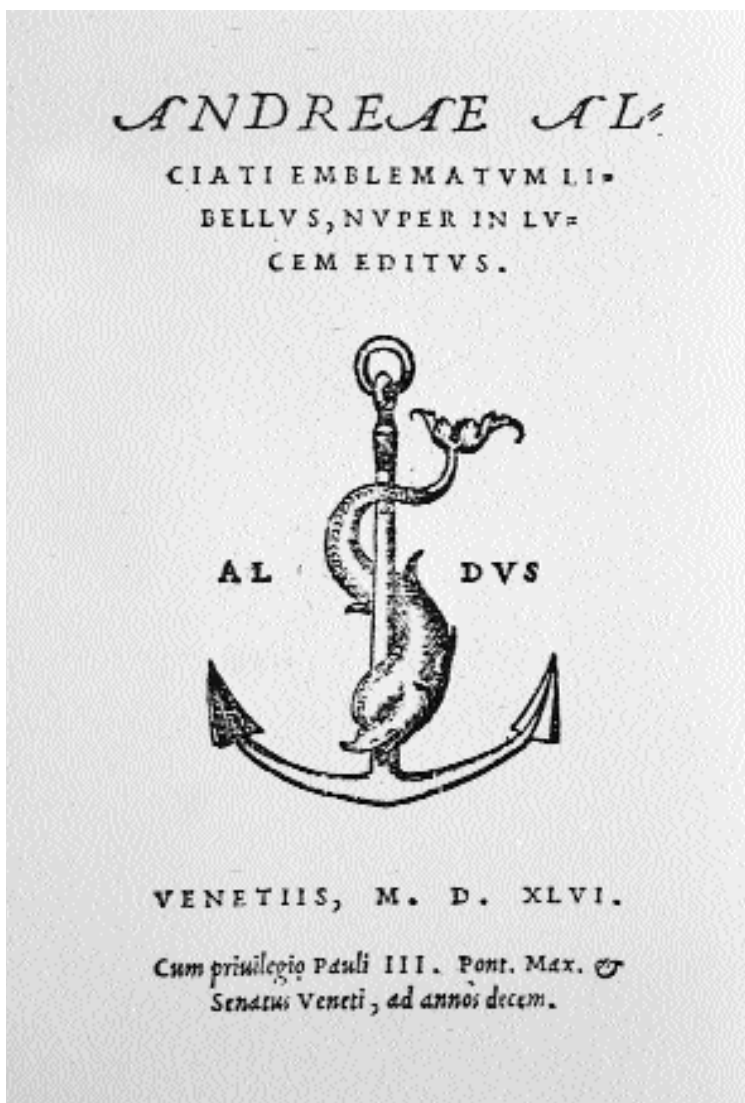 ANDREAE AL=
CIATI EMBLEMATVM LI=
BELLVS, NVPER IN LV=
CEM EDITVS.
AL DVS
VENETIIS, M. D. XLVI.
Cum priuilegio Pauli III. Pont. Max. &
Senatus Veneti, ad annos decem.